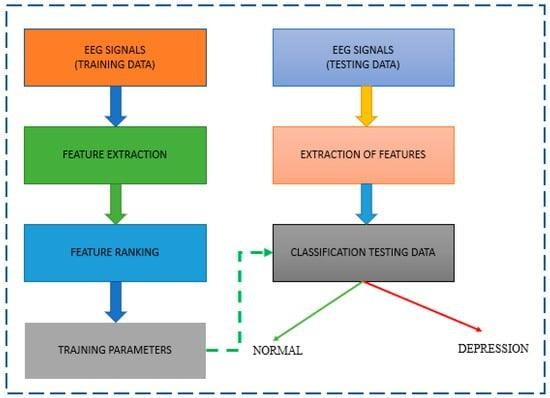 EEG SIGNALS
(TRAINING DATA)
FEATURE EXTRACTION
FEATURE RANKING
TRAJNING PARAMETERS
EEG SIGNALS
(TESTING DATA)
EXTRACTION OF FEATURES
CLASSIFICATION TESTING DATA
NORMAL
DEPRESSION